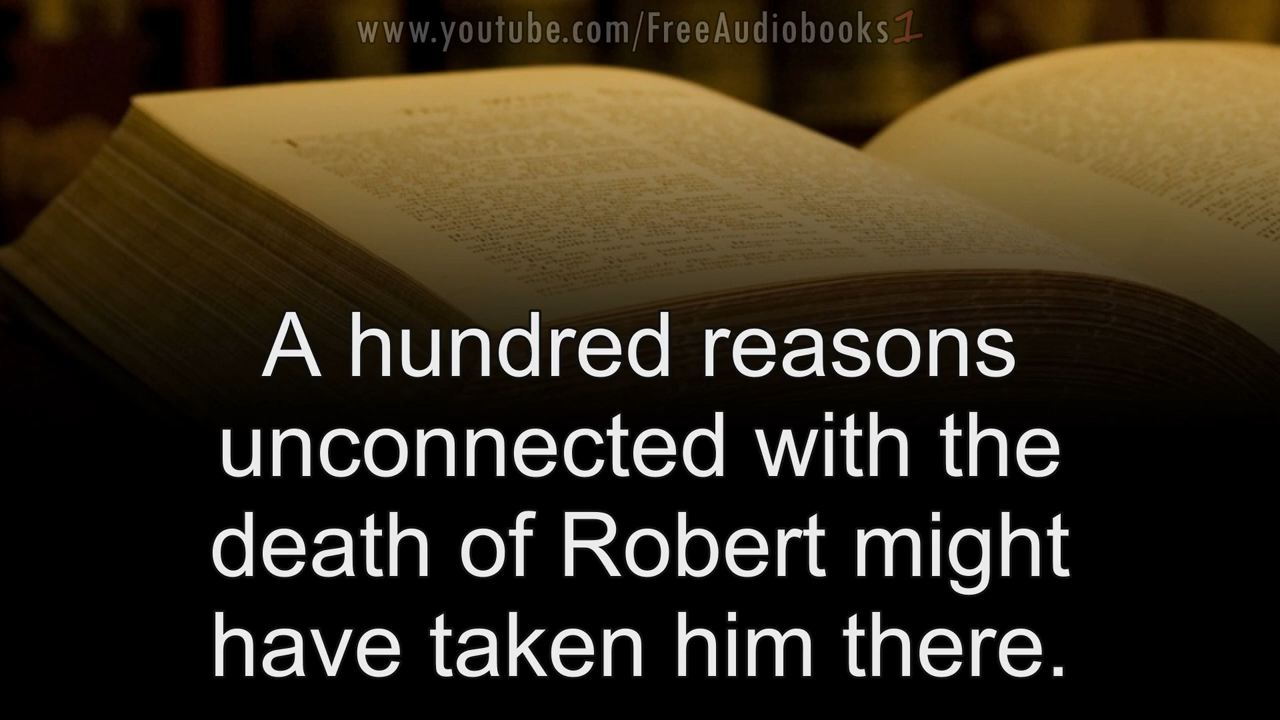 www.youtube.com/FreeAudiobooks1
A hundred reasons
unconnected with the
death of Robert might
have taken him there.